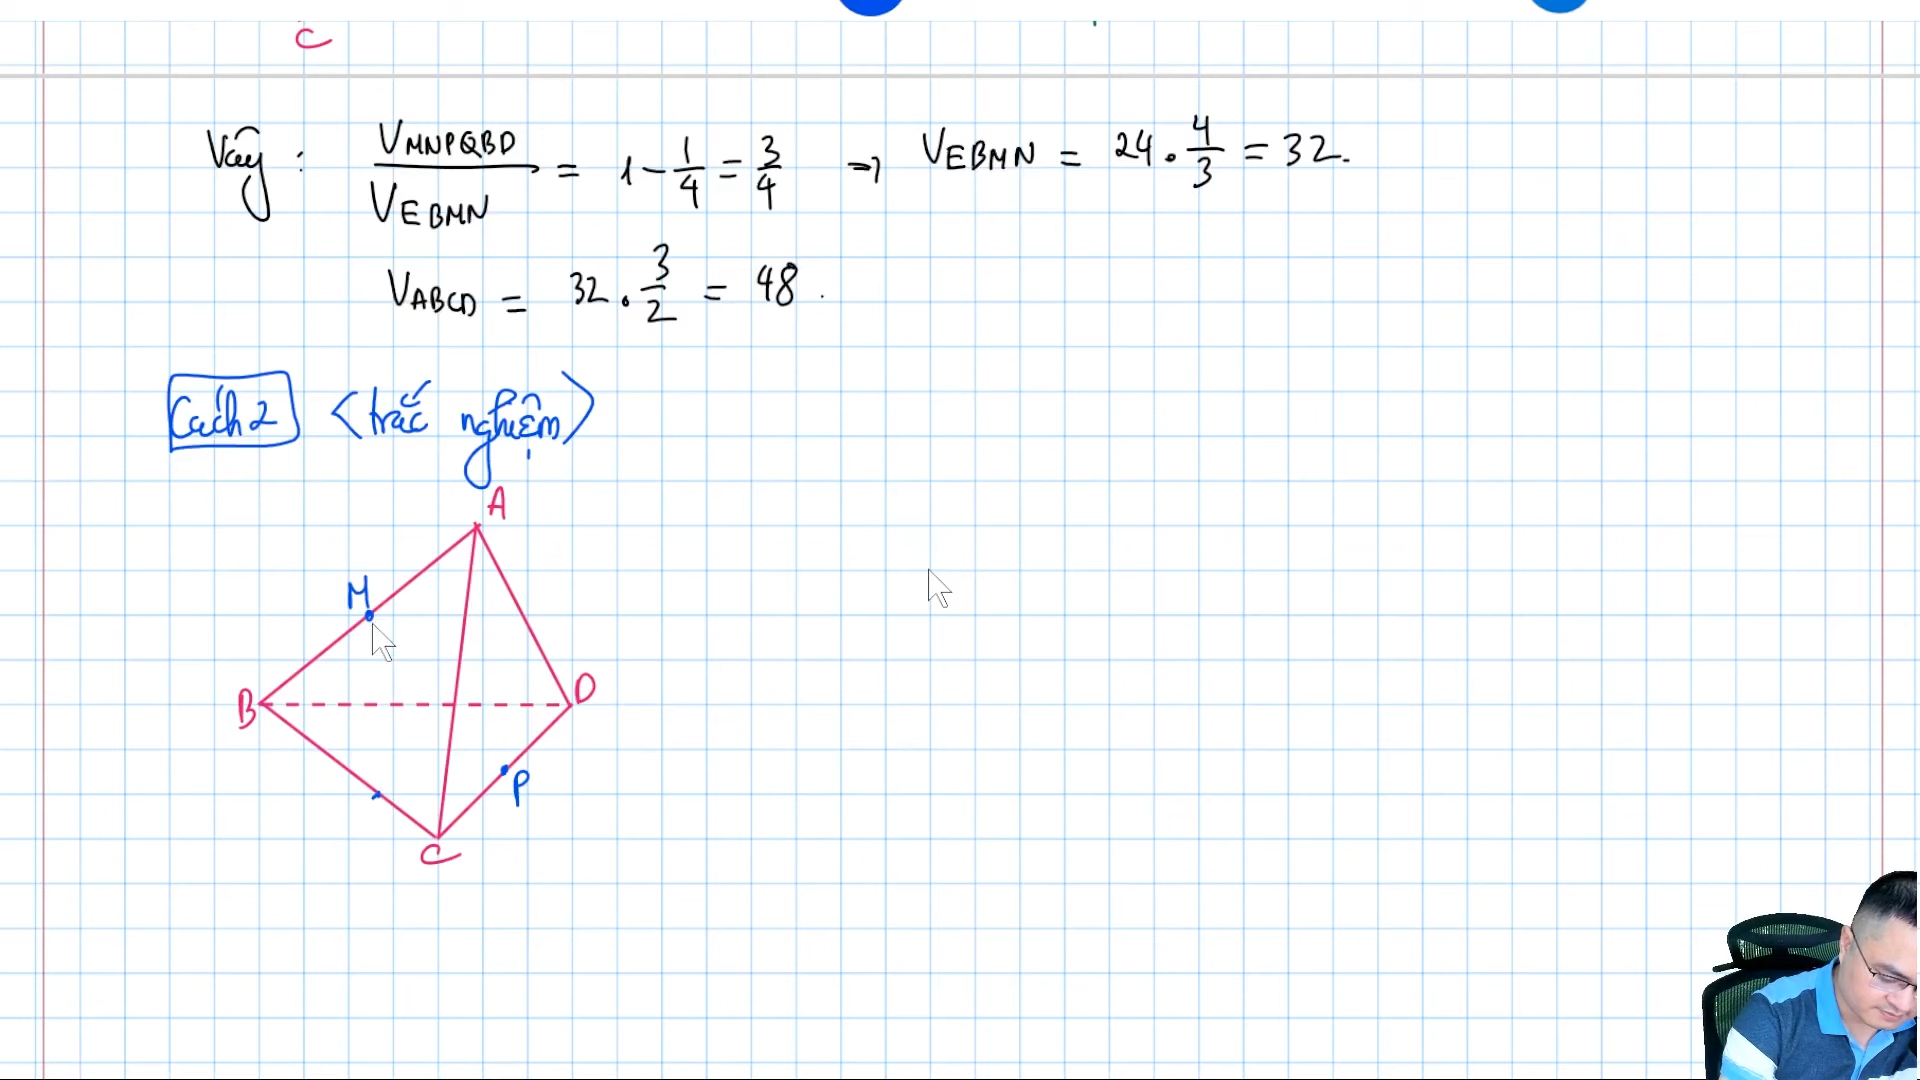 C
Vậy : V_MNPQBD / V_EBMN = 1 - 1/4 = 3/4 => V_EBMN = 24 . 4/3 = 32.
V_ABCD = 32 . 3/2 = 48 .
Cách 2 <trắc nghiệm>
A
M
B D
P
C